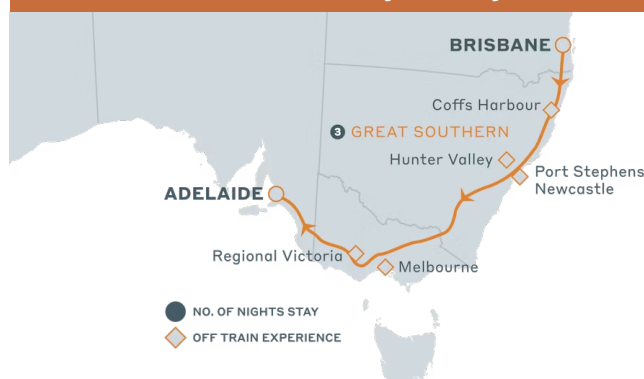 BRISBANE
Coffs Harbour
3 GREAT SOUTHERN
Hunter Valley
Port Stephens
Newcastle
ADELAIDE
Regional Victoria
Melbourne
NO. OF NIGHTS STAY
OFF TRAIN EXPERIENCE